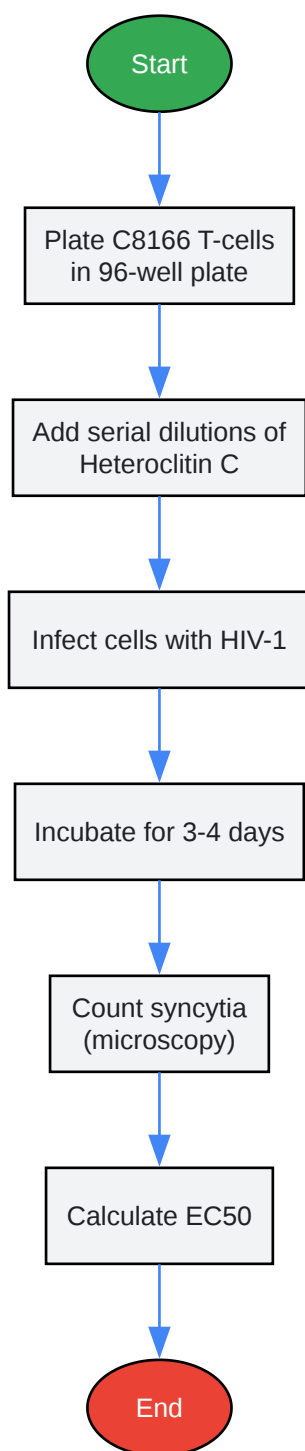 Start
Plate C8166 T-cells
in 96-well plate
Add serial dilutions of
Heteroclitin C
Infect cells with HIV-1
Incubate for 3-4 days
Count syncytia
(microscopy)
Calculate EC50
End